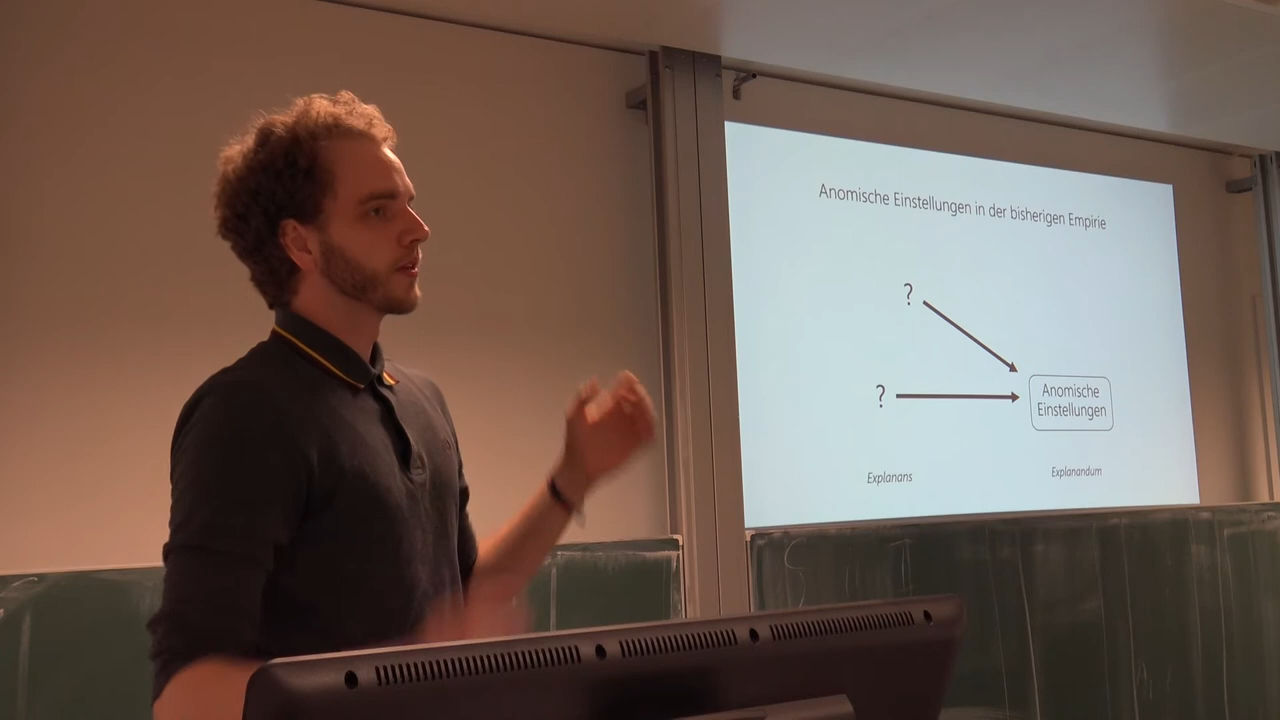 Anomische Einstellungen in der bisherigen Empirie
?
?
Anomische
Einstellungen
Explanans
Explanandum